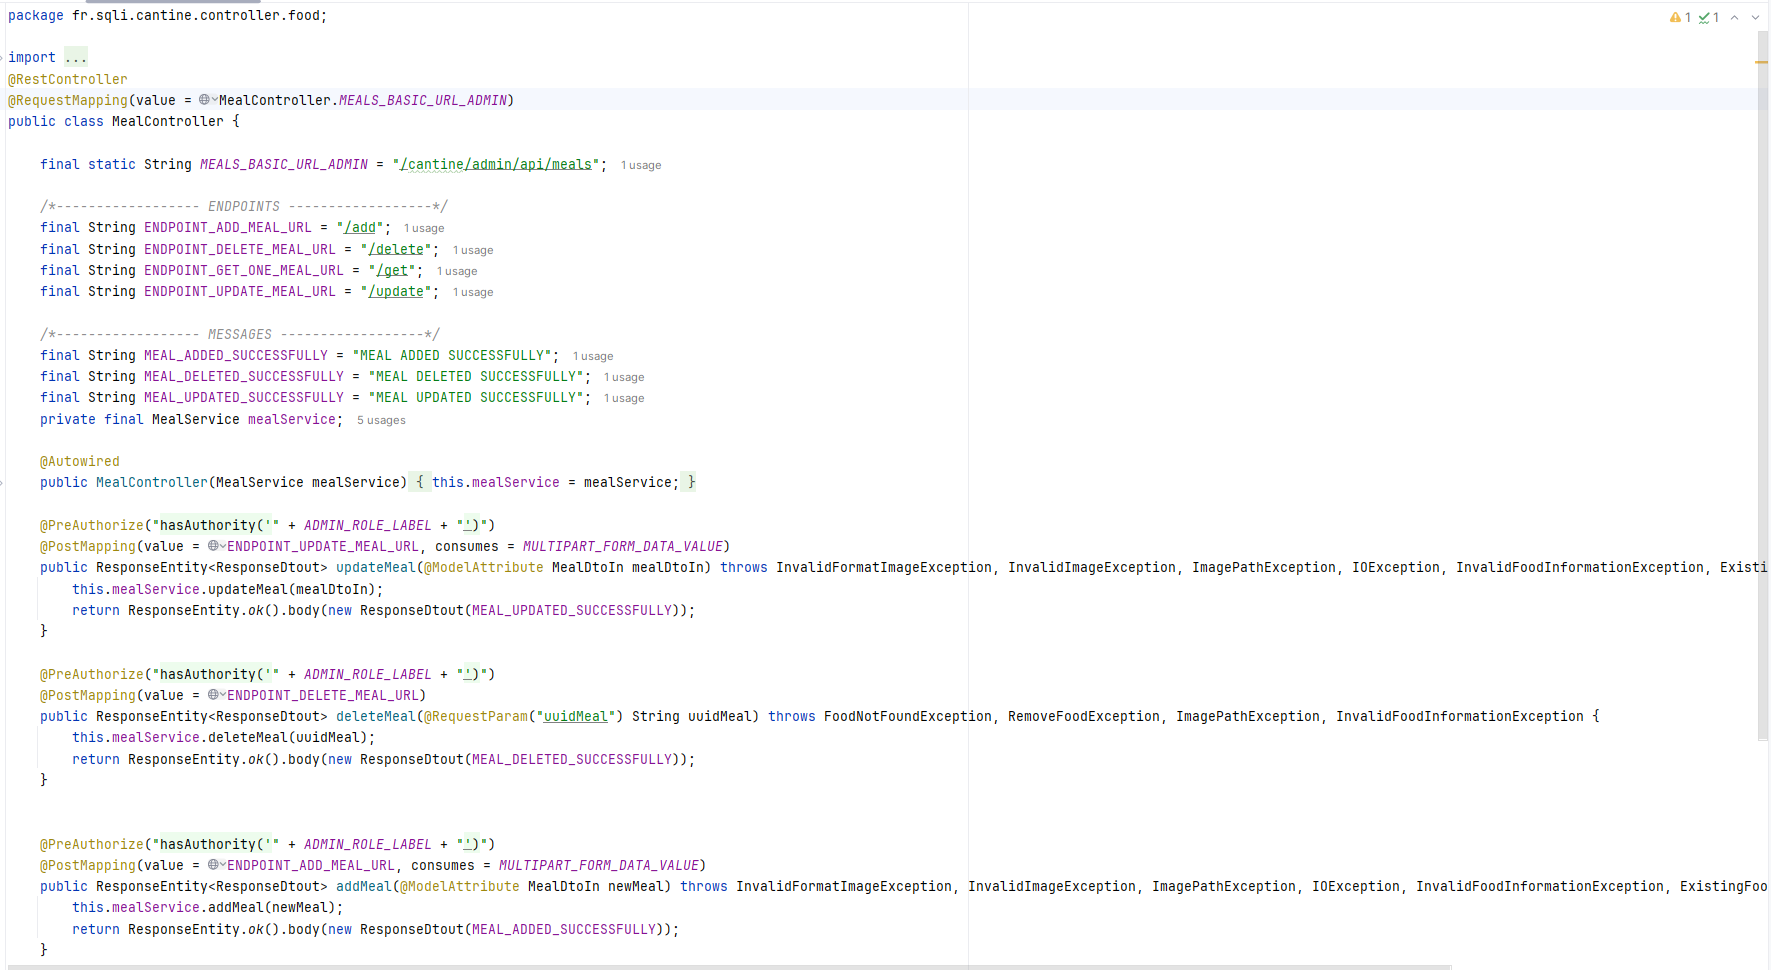 package fr.sqli.cantine.controller.food;
1 1
import ...
@RestController
@RequestMapping(value = MealController.MEALS_BASIC_URL_ADMIN)
public class MealController {
final static String MEALS_BASIC_URL_ADMIN = "/cantine/admin/api/meals"; 1 usage
/*------------------ ENDPOINTS ------------------*/
final String ENDPOINT_ADD_MEAL_URL = "/add"; 1 usage
final String ENDPOINT_DELETE_MEAL_URL = "/delete"; 1 usage
final String ENDPOINT_GET_ONE_MEAL_URL = "/get"; 1 usage
final String ENDPOINT_UPDATE_MEAL_URL = "/update"; 1 usage
/*------------------ MESSAGES ------------------*/
final String MEAL_ADDED_SUCCESSFULLY = "MEAL ADDED SUCCESSFULLY"; 1 usage
final String MEAL_DELETED_SUCCESSFULLY = "MEAL DELETED SUCCESSFULLY"; 1 usage
final String MEAL_UPDATED_SUCCESSFULLY = "MEAL UPDATED SUCCESSFULLY"; 1 usage
private final MealService mealService; 5 usages
@Autowired
public MealController(MealService mealService) { this.mealService = mealService; }
@PreAuthorize("hasAuthority('" + ADMIN_ROLE_LABEL + "')")
@PostMapping(value = ENDPOINT_UPDATE_MEAL_URL, consumes = MULTIPART_FORM_DATA_VALUE)
public ResponseEntity<ResponseDtout> updateMeal(@ModelAttribute MealDtoIn mealDtoIn) throws InvalidFormatImageException, InvalidImageException, ImagePathException, IOException, InvalidFoodInformationException, Existi
this.mealService.updateMeal(mealDtoIn);
return ResponseEntity.ok().body(new ResponseDtout(MEAL_UPDATED_SUCCESSFULLY));
}
@PreAuthorize("hasAuthority('" + ADMIN_ROLE_LABEL + "')")
@PostMapping(value = ENDPOINT_DELETE_MEAL_URL)
public ResponseEntity<ResponseDtout> deleteMeal(@RequestParam("uuidMeal") String uuidMeal) throws FoodNotFoundException, RemoveFoodException, ImagePathException, InvalidFoodInformationException {
this.mealService.deleteMeal(uuidMeal);
return ResponseEntity.ok().body(new ResponseDtout(MEAL_DELETED_SUCCESSFULLY));
}
@PreAuthorize("hasAuthority('" + ADMIN_ROLE_LABEL + "')")
@PostMapping(value = ENDPOINT_ADD_MEAL_URL, consumes = MULTIPART_FORM_DATA_VALUE)
public ResponseEntity<ResponseDtout> addMeal(@ModelAttribute MealDtoIn newMeal) throws InvalidFormatImageException, InvalidImageException, ImagePathException, IOException, InvalidFoodInformationException, ExistingFoo
this.mealService.addMeal(newMeal);
return ResponseEntity.ok().body(new ResponseDtout(MEAL_ADDED_SUCCESSFULLY));
}